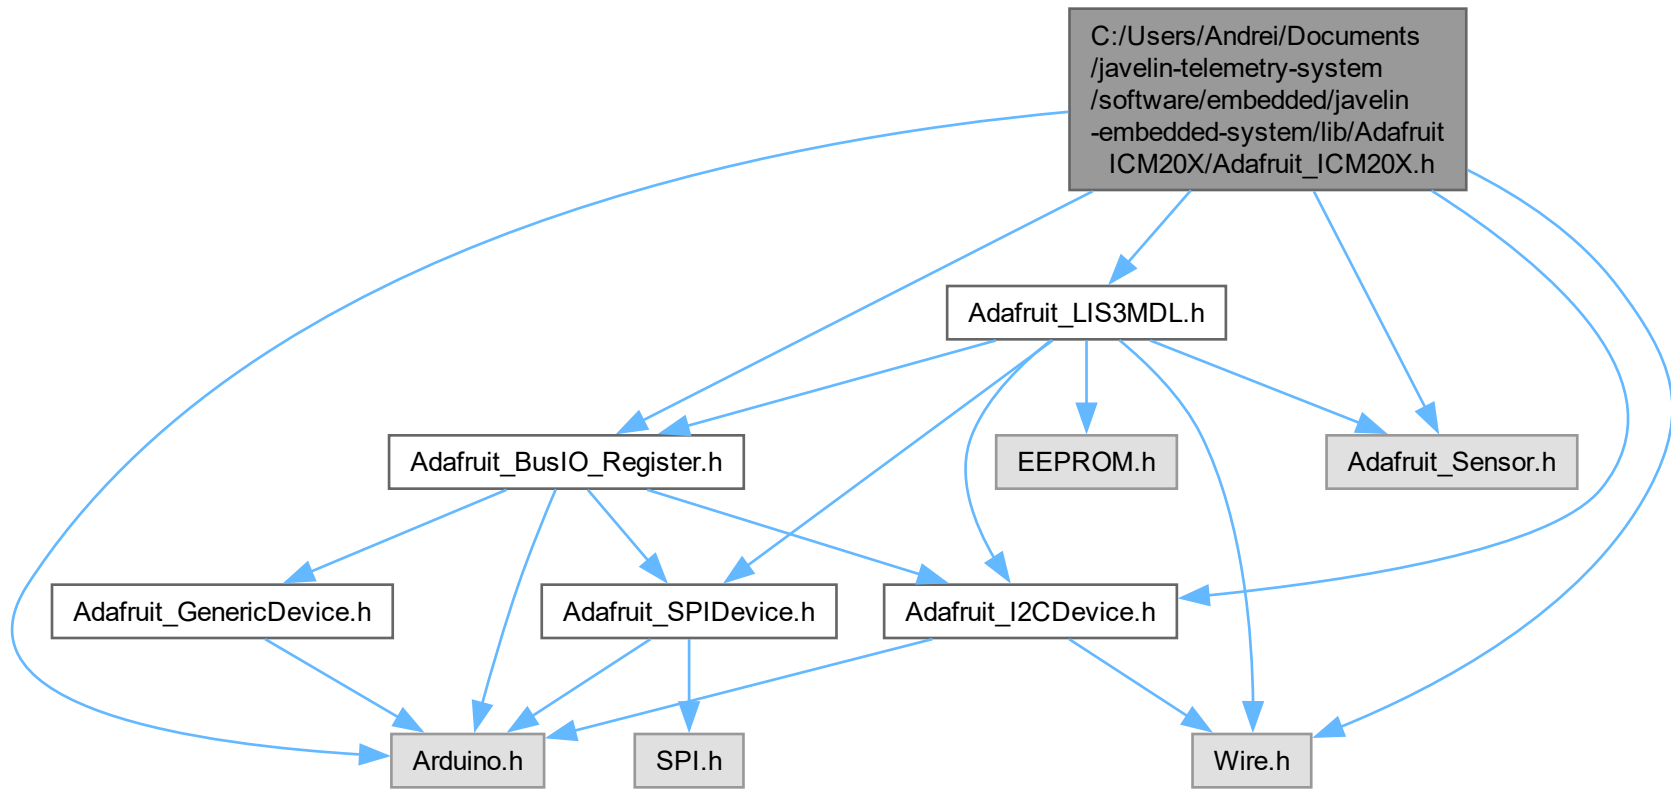 C:/Users/Andrei/Documents
/javelin-telemetry-system
/software/embedded/javelin
-embedded-system/lib/Adafruit
ICM20X/Adafruit_ICM20X.h
Adafruit_LIS3MDL.h
Adafruit_BusIO_Register.h
EEPROM.h
Adafruit_Sensor.h
Adafruit_GenericDevice.h
Adafruit_SPIDevice.h
Adafruit_I2CDevice.h
Arduino.h
SPI.h
Wire.h